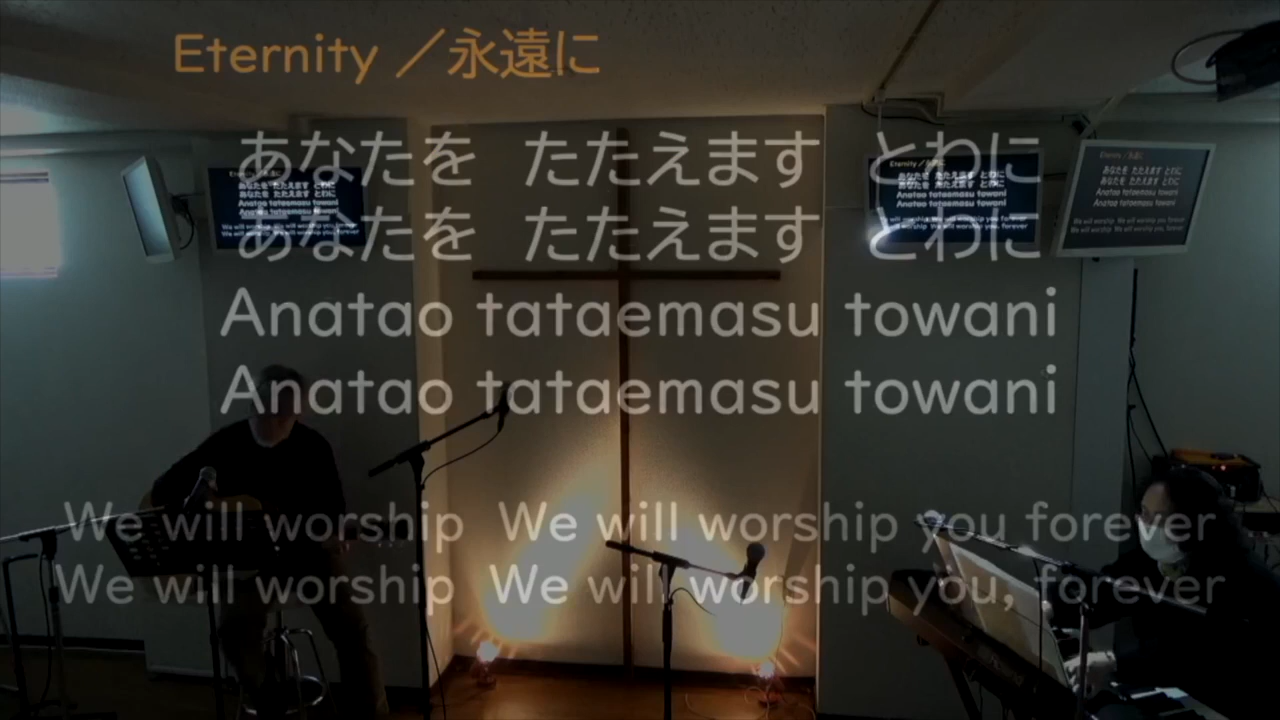 Eternity ／永遠に
あなたを　たたえます　とわに
あなたを　たたえます　とわに
Anatao tataemasu towani
Anatao tataemasu towani
We will worship We will worship you forever
We will worship We will worship you, forever